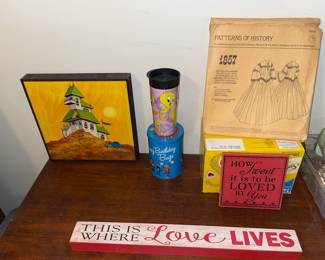 PATTERNS OF HISTORY
1857
Birthday
Boy
HOW Sweet
it is to be
LOVED
BY You
THIS IS
WHERE Love LIVES